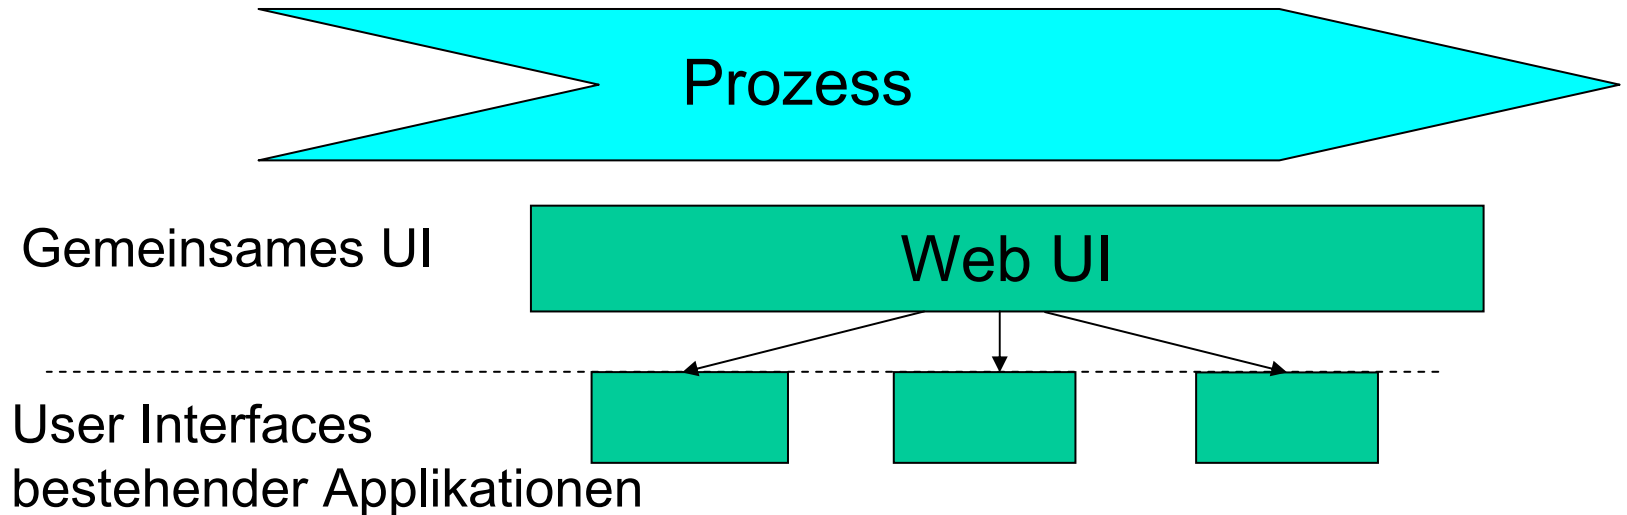 Prozess
Gemeinsames UI
Web UI
User Interfaces
bestehender Applikationen